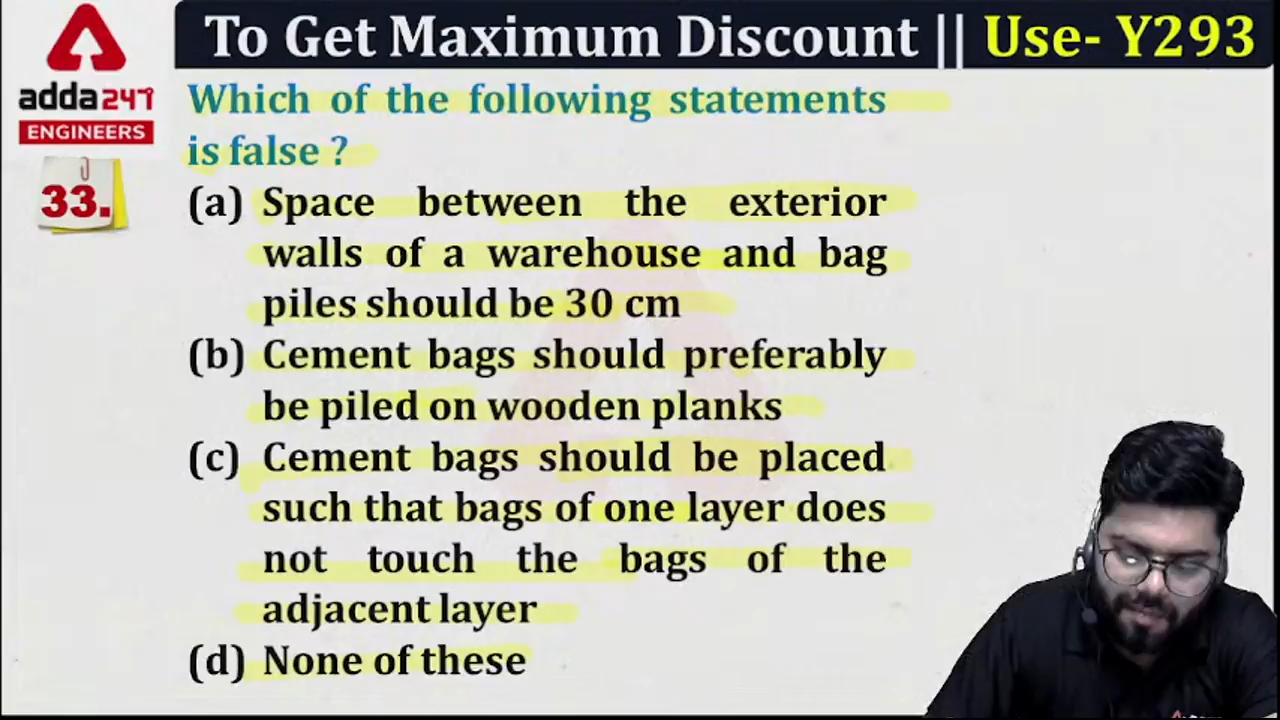 To Get Maximum Discount || Use- Y293
adda247
ENGINEERS
33.
Which of the following statements
is false ?
(a) Space between the exterior
walls of a warehouse and bag
piles should be 30 cm
(b) Cement bags should preferably
be piled on wooden planks
(c) Cement bags should be placed
such that bags of one layer does
not touch the bags of the
adjacent layer
(d) None of these